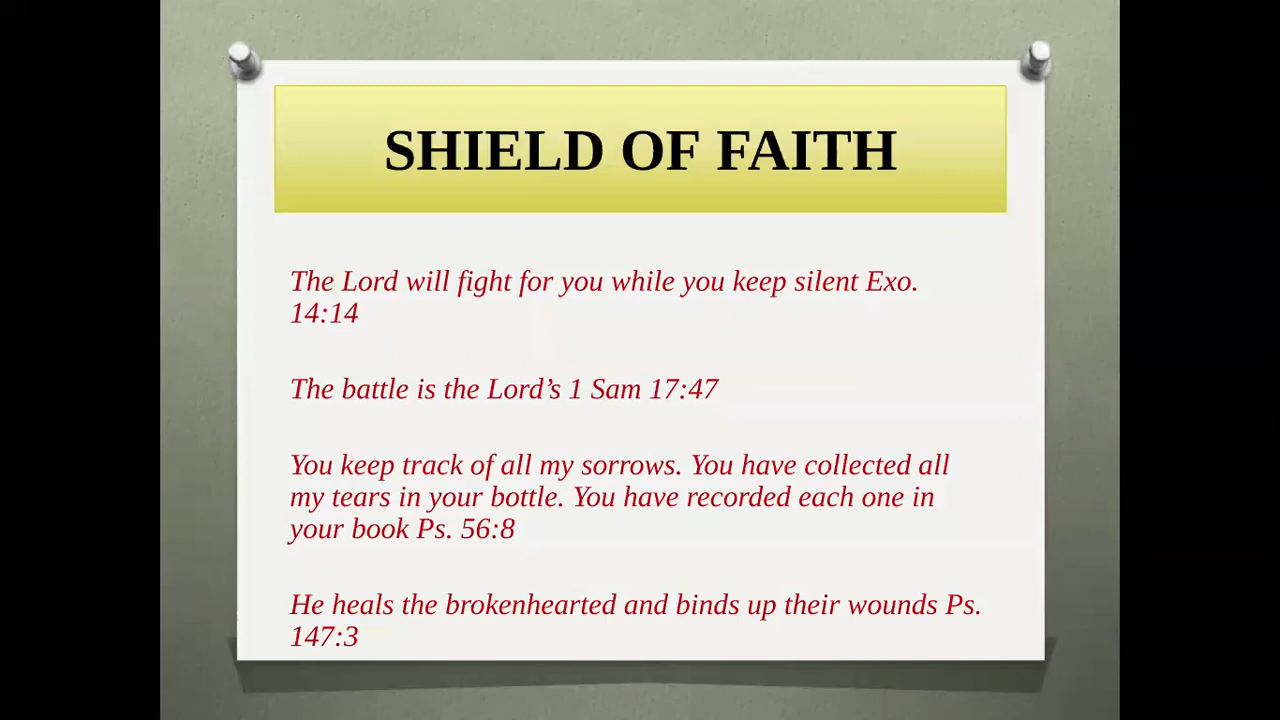 SHIELD OF FAITH
The Lord will fight for you while you keep silent Exo.
14:14
The battle is the Lord’s 1 Sam 17:47
You keep track of all my sorrows. You have collected all
my tears in your bottle. You have recorded each one in
your book Ps. 56:8
He heals the brokenhearted and binds up their wounds Ps.
147:3